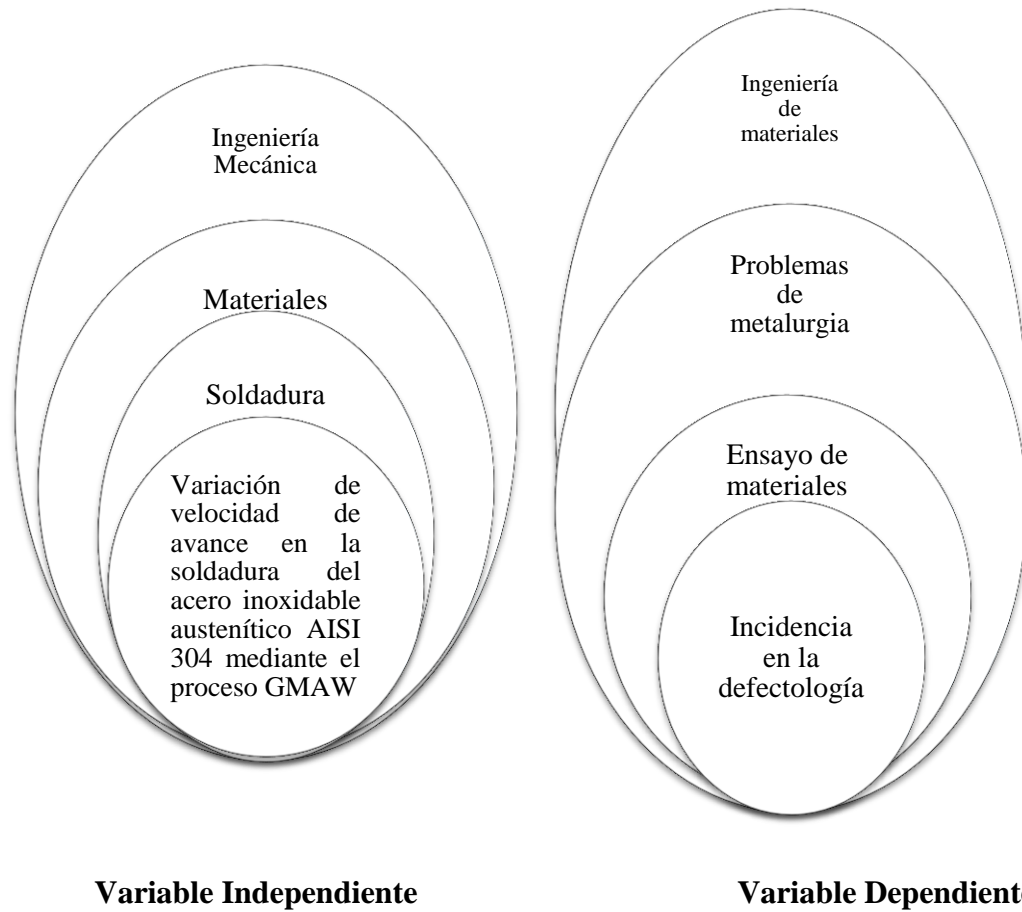 Ingeniería
Mecánica
Materiales
Soldadura
Variación de
velocidad de
avance en la
soldadura del
acero inoxidable
austenítico AISI
304 mediante el
proceso GMAW
Ingeniería
de
materiales
Problemas
de
metalurgia
Ensayo de
materiales
Incidencia
en la
defectología
Variable Independiente
Variable Dependiente